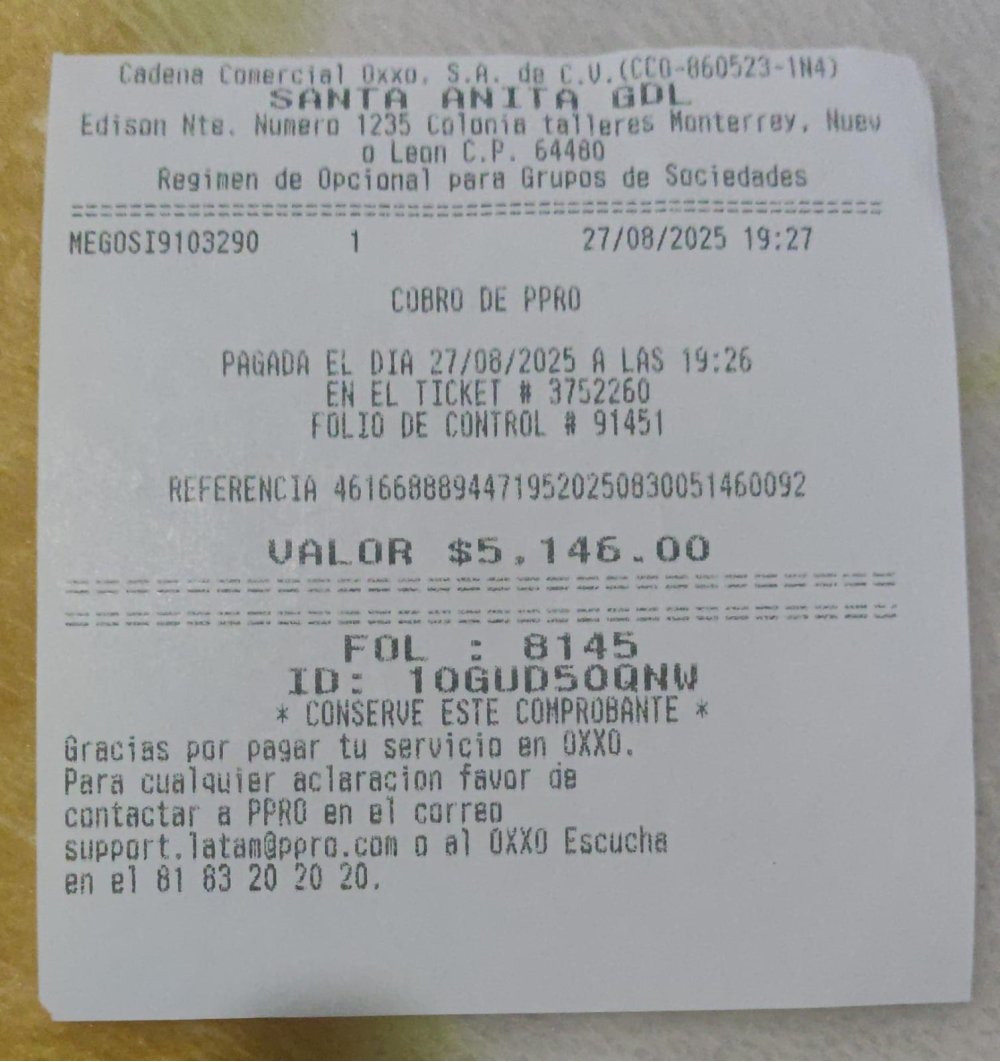 Cadena Comercial Oxxo, S.A. de C.V.(CCO-860523-1N4)
SANTA ANITA GDL
Edison Nte. Numero 1235 Colonia talleres Monterrey, Nuev
o Leon C.P. 64480
Regimen de Opcional para Grupos de Sociedades
MEGOSI9103290 1 27/08/2025 19:27
COBRO DE PPRO
PAGADA EL DIA 27/08/2025 A LAS 19:26
EN EL TICKET # 3752260
FOLIO DE CONTROL # 91451
REFERENCIA 46166888944719520250830051460092
VALOR $5,146.00
FOL : 8145
ID: 10GUD5OQNW
* CONSERVE ESTE COMPROBANTE *
Gracias por pagar tu servicio en OXXO.
Para cualquier aclaracion favor de
contactar a PPRO en el correo
support.latam@ppro.com o al OXXO Escucha
en el 81 83 20 20 20.